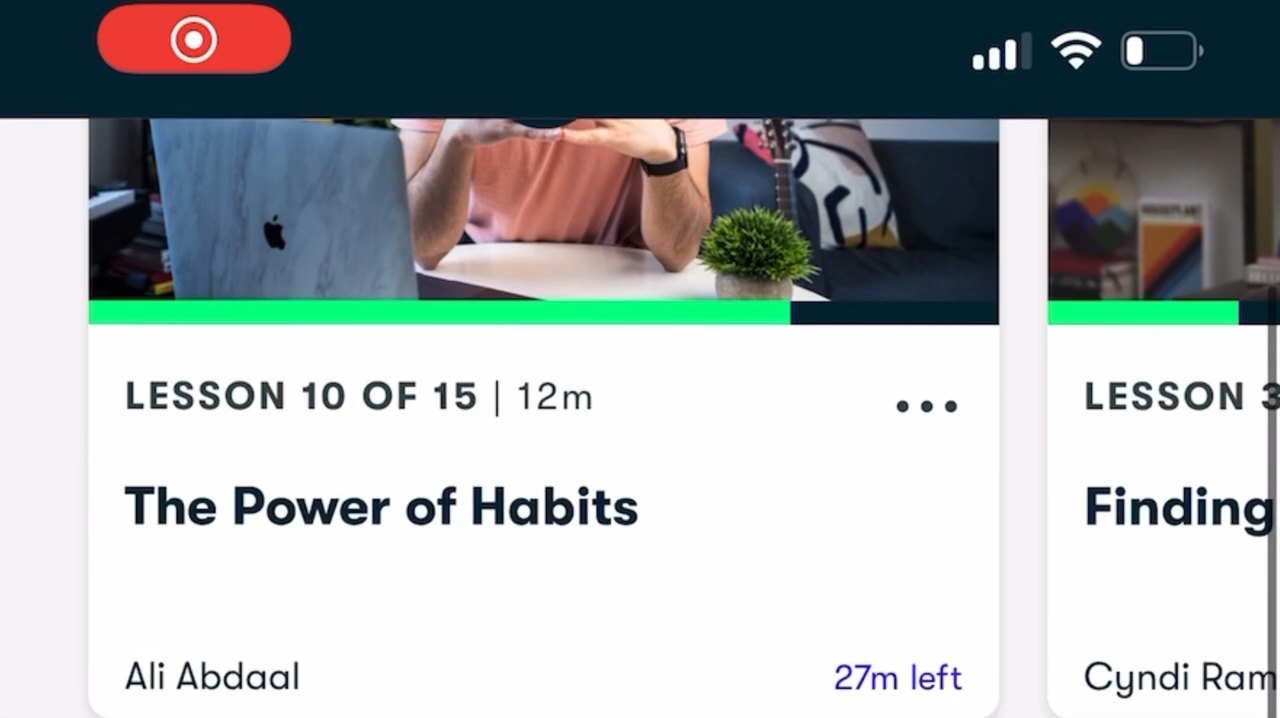 LESSON 10 OF 15 | 12m
The Power of Habits
Ali Abdaal
27m left
LESSON 3
Finding
Cyndi Ram